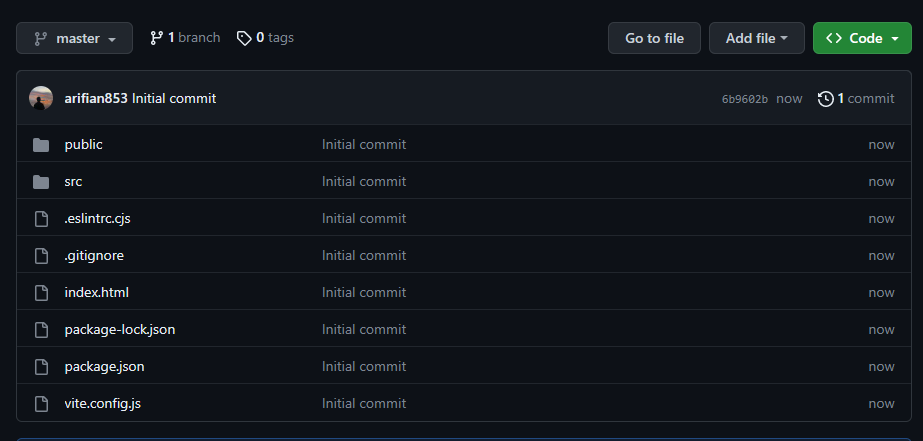 master 1 branch 0 tags Go to file Add file Code
arifian853 Initial commit 6b9602b now 1 commit
public Initial commit now
src Initial commit now
.eslintrc.cjs Initial commit now
.gitignore Initial commit now
index.html Initial commit now
package-lock.json Initial commit now
package.json Initial commit now
vite.config.js Initial commit now